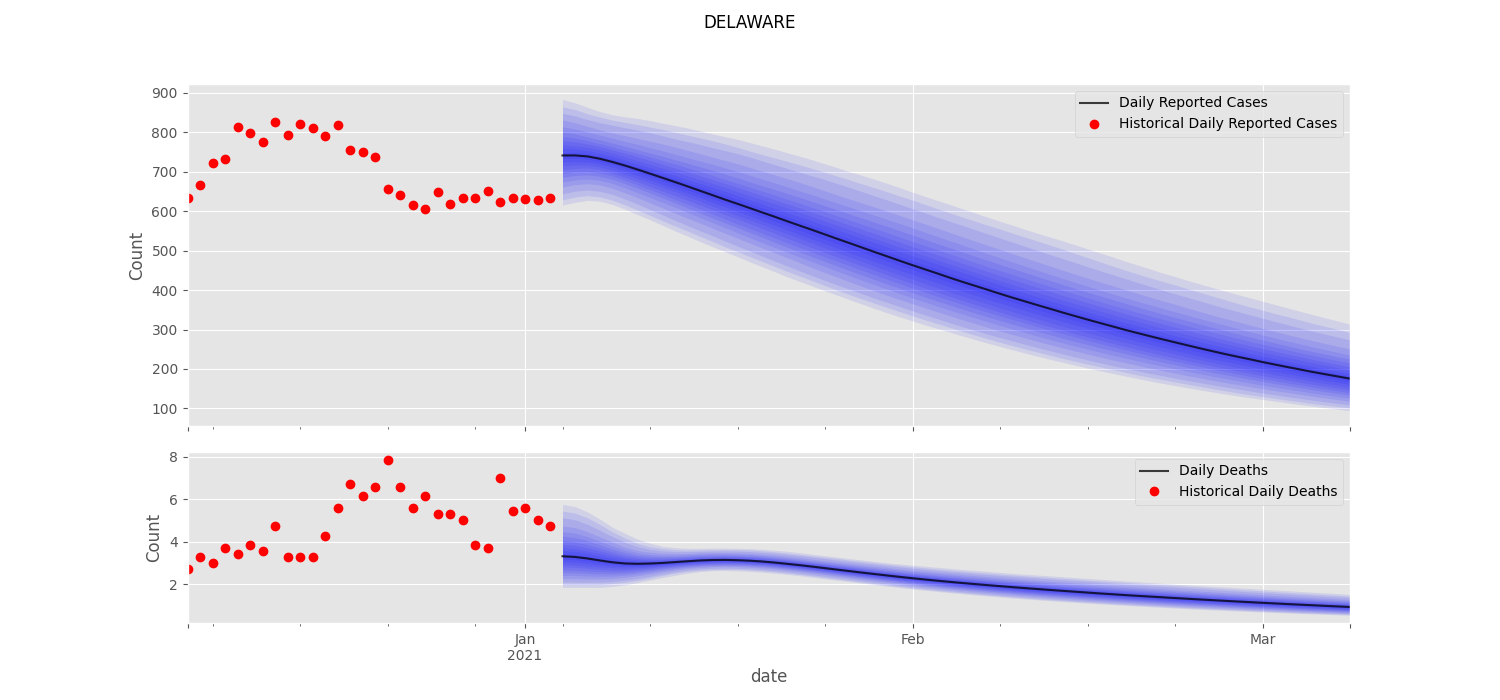 DELAWARE
900
800
700
600
500
400
300
200
100
Count
Daily Reported Cases
Historical Daily Reported Cases
8
6
4
2
Count
Daily Deaths
Historical Daily Deaths
Jan
2021
Feb
Mar
date